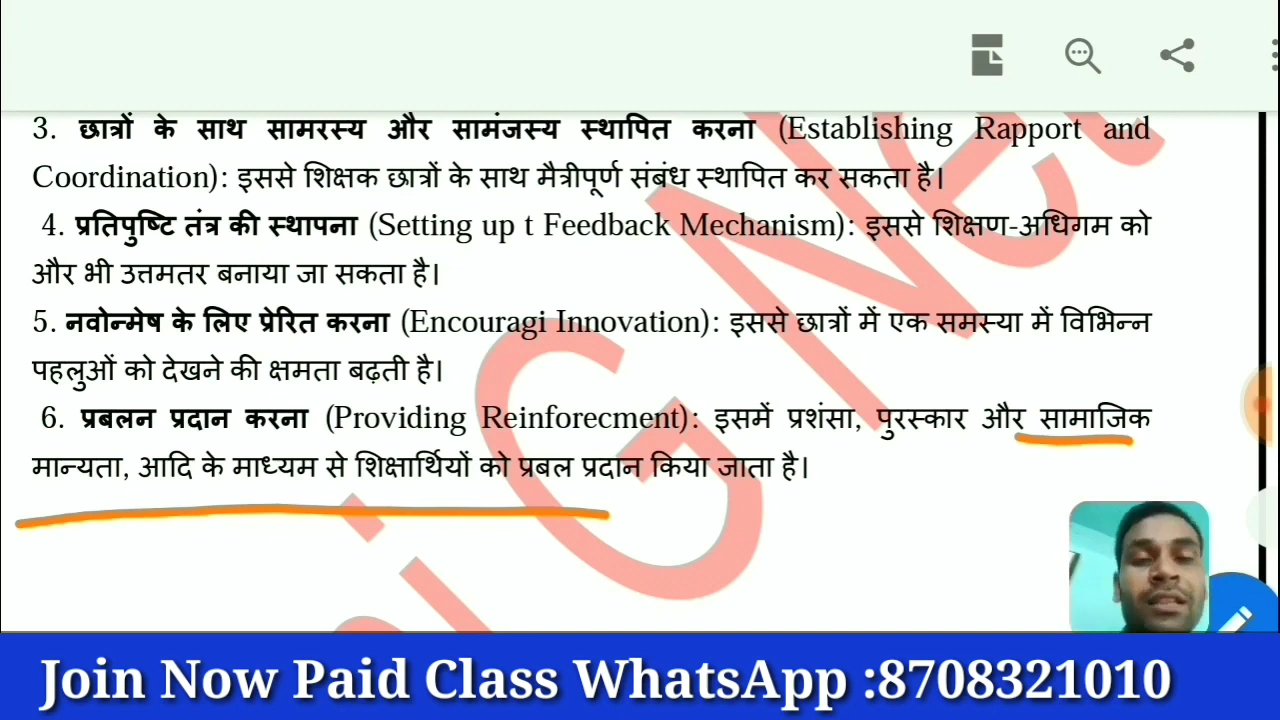 3. छात्रों के साथ सामरस्य और सामंजस्य स्थापित करना (Establishing Rapport and
Coordination): इससे शिक्षक छात्रों के साथ मैत्रीपूर्ण संबंध स्थापित कर सकता है।
4. प्रतिपुष्टि तंत्र की स्थापना (Setting up t Feedback Mechanism): इससे शिक्षण-अधिगम को
और भी उत्तमतर बनाया जा सकता है।
5. नवोन्मेष के लिए प्रेरित करना (Encouragi Innovation): इससे छात्रों में एक समस्या में विभिन्न
पहलुओं को देखने की क्षमता बढ़ती है।
6. प्रबलन प्रदान करना (Providing Reinforecment): इसमें प्रशंसा, पुरस्कार और सामाजिक
मान्यता, आदि के माध्यम से शिक्षार्थियों को प्रबल प्रदान किया जाता है।
i G Net
Join Now Paid Class WhatsApp :8708321010